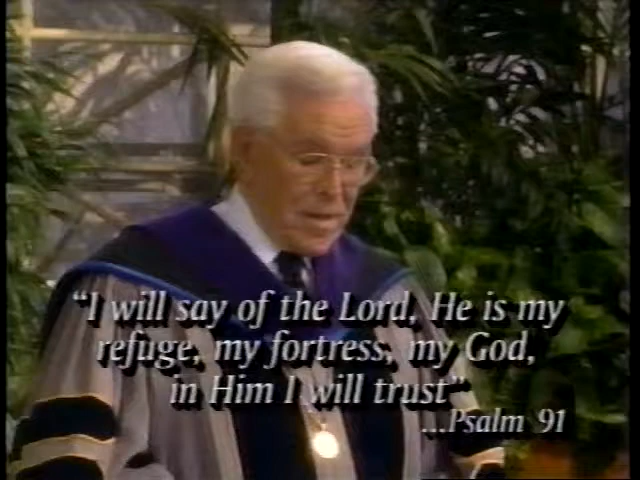 "I will say of the Lord, He is my
refuge, my fortress, my God,
in Him I will trust"
...Psalm 91